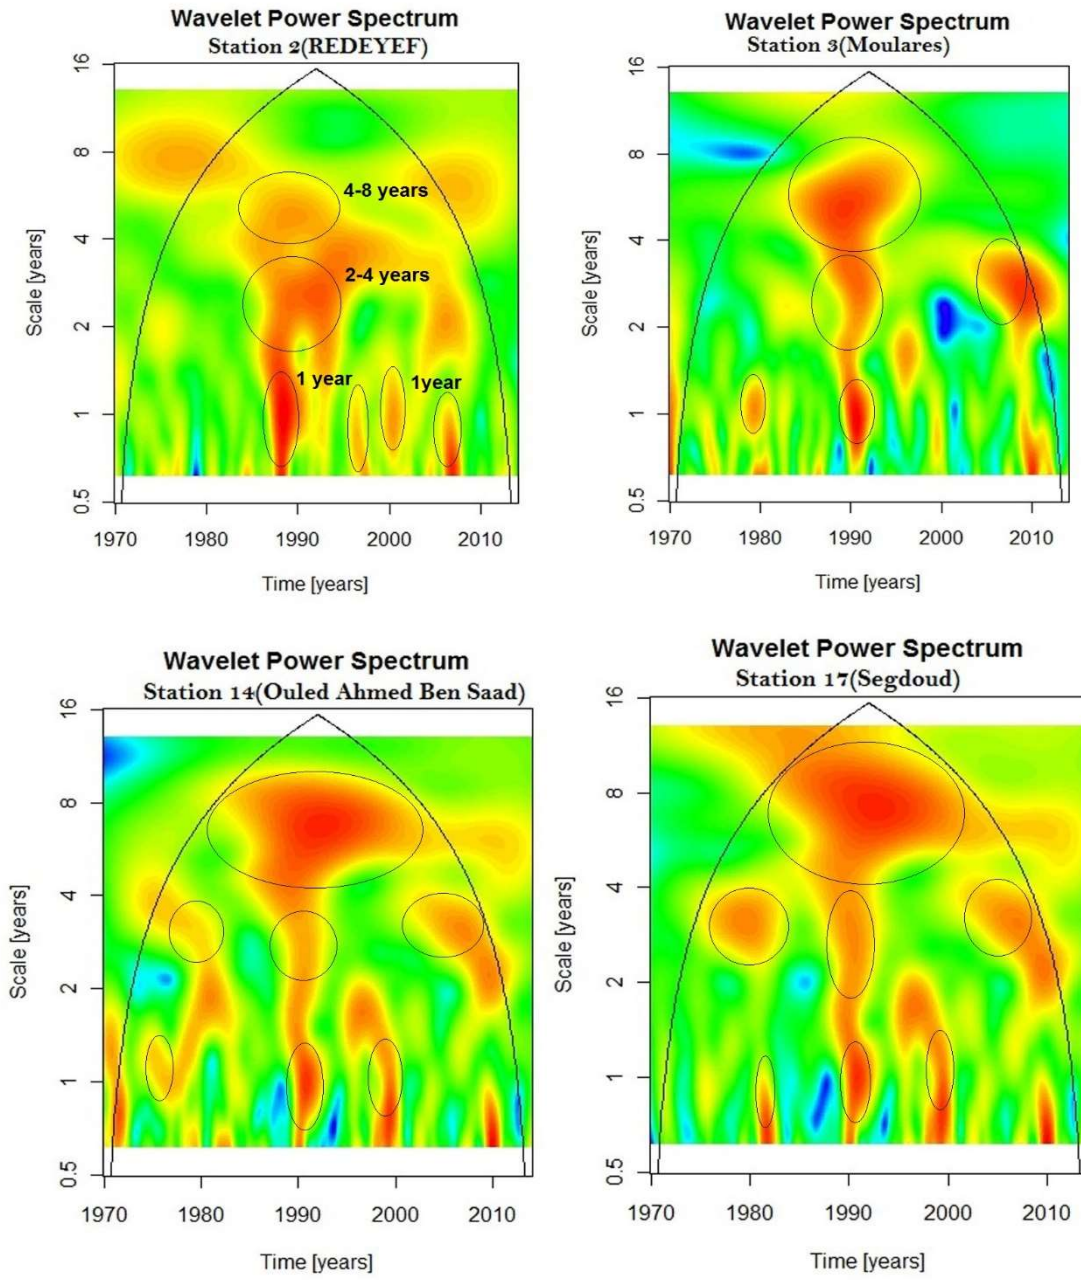 Wavelet Power Spectrum
Station 2(REDEYEF)
16
8
4
2
1
0.5
Scale [years]
4-8 years
2-4 years
1 year
1year
1970 1980 1990 2000 2010
Time [years]
Wavelet Power Spectrum
Station 3(Moulares)
16
8
4
2
1
0.5
Scale [years]
1970 1980 1990 2000 2010
Time [years]
Wavelet Power Spectrum
Station 14(Ouled Ahmed Ben Saad)
16
8
4
2
1
0.5
Scale [years]
1970 1980 1990 2000 2010
Time [years]
Wavelet Power Spectrum
Station 17(Segdoud)
16
8
4
2
1
0.5
Scale [years]
1970 1980 1990 2000 2010
Time [years]